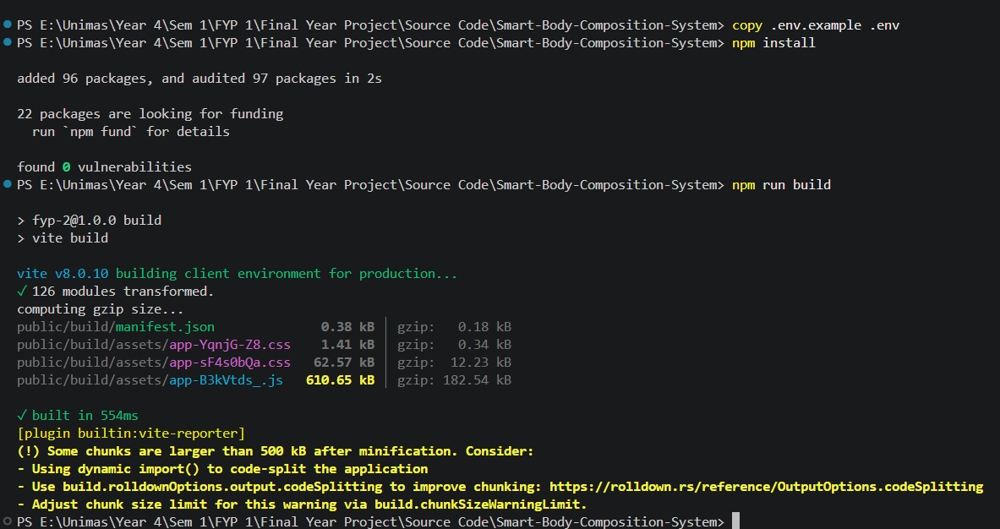 PS E:\Unimas\Year 4\Sem 1\FYP 1\Final Year Project\Source Code\Smart-Body-Composition-System> copy .env.example .env
PS E:\Unimas\Year 4\Sem 1\FYP 1\Final Year Project\Source Code\Smart-Body-Composition-System> npm install
added 96 packages, and audited 97 packages in 2s
22 packages are looking for funding
  run `npm fund` for details
found 0 vulnerabilities
PS E:\Unimas\Year 4\Sem 1\FYP 1\Final Year Project\Source Code\Smart-Body-Composition-System> npm run build
> fyp-2@1.0.0 build
> vite build
vite v8.0.10 building client environment for production...
✓ 126 modules transformed.
computing gzip size...
public/build/manifest.json 0.38 kB │ gzip: 0.18 kB
public/build/assets/app-YqnjG-Z8.css 1.41 kB │ gzip: 0.34 kB
public/build/assets/app-sF4s0bQa.css 62.57 kB │ gzip: 12.23 kB
public/build/assets/app-B3kVtds_.js 610.65 kB │ gzip: 182.54 kB
✓ built in 554ms
[plugin builtin:vite-reporter]
(!) Some chunks are larger than 500 kB after minification. Consider:
- Using dynamic import() to code-split the application
- Use build.rolldownOptions.output.codeSplitting to improve chunking: https://rolldown.rs/reference/OutputOptions.codeSplitting
- Adjust chunk size limit for this warning via build.chunkSizeWarningLimit.
PS E:\Unimas\Year 4\Sem 1\FYP 1\Final Year Project\Source Code\Smart-Body-Composition-System>